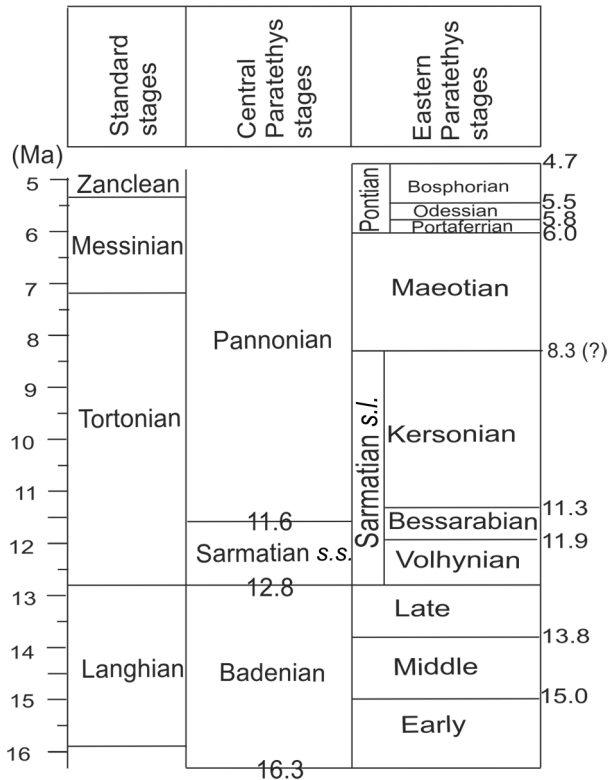 Standard
stages
Central
Paratethys
stages
Eastern
Paratethys
stages
(Ma)
5
6
7
8
9
10
11
12
13
14
15
16
Zanclean
Messinian
Tortonian
Langhian
Pannonian
11.6
Sarmatian s.s.
12.8
Badenian
16.3
Pontian
Bosphorian
Odessian
Portaferrian
Maeotian
Sarmatian s.l.
Kersonian
Bessarabian
Volhynian
Late
Middle
Early
4.7
5.5
5.8
6.0
8.3 (?)
11.3
11.9
13.8
15.0